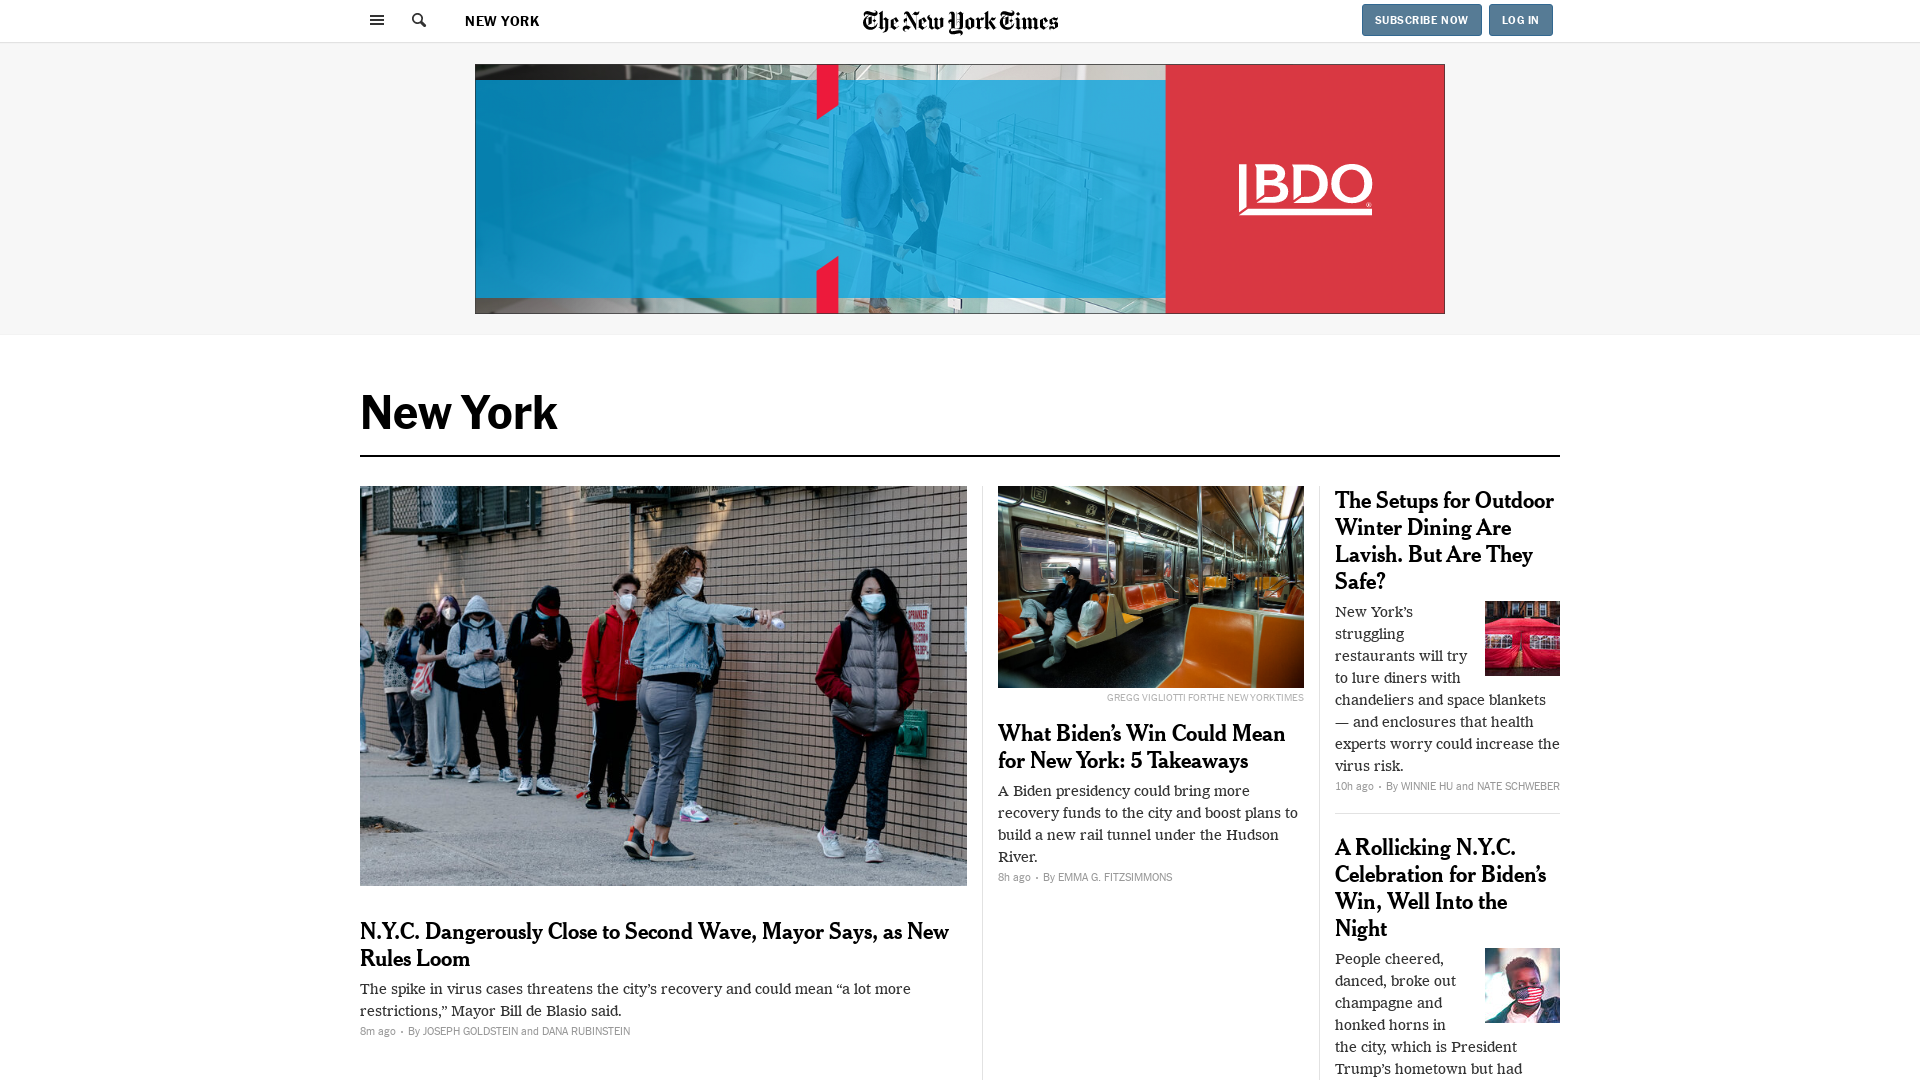 NEW YORK
The New York Times
SUBSCRIBE NOW
LOG IN
IBDO
New York
GREGG VIGLIOTTI FOR THE NEW YORK TIMES
N.Y.C. Dangerously Close to Second Wave, Mayor Says, as New
Rules Loom
The spike in virus cases threatens the city’s recovery and could mean “a lot more
restrictions,” Mayor Bill de Blasio said.
8m ago • By JOSEPH GOLDSTEIN and DANA RUBINSTEIN
What Biden’s Win Could Mean
for New York: 5 Takeaways
A Biden presidency could bring more
recovery funds to the city and boost plans to
build a new rail tunnel under the Hudson
River.
8h ago • By EMMA G. FITZSIMMONS
The Setups for Outdoor
Winter Dining Are
Lavish. But Are They
Safe?
New York’s
struggling
restaurants will try
to lure diners with
chandeliers and space blankets
— and enclosures that health
experts worry could increase the
virus risk.
10h ago • By WINNIE HU and NATE SCHWEBER
A Rollicking N.Y.C.
Celebration for Biden’s
Win, Well Into the
Night
People cheered,
danced, broke out
champagne and
honked horns in
the city, which is President
Trump’s hometown but had